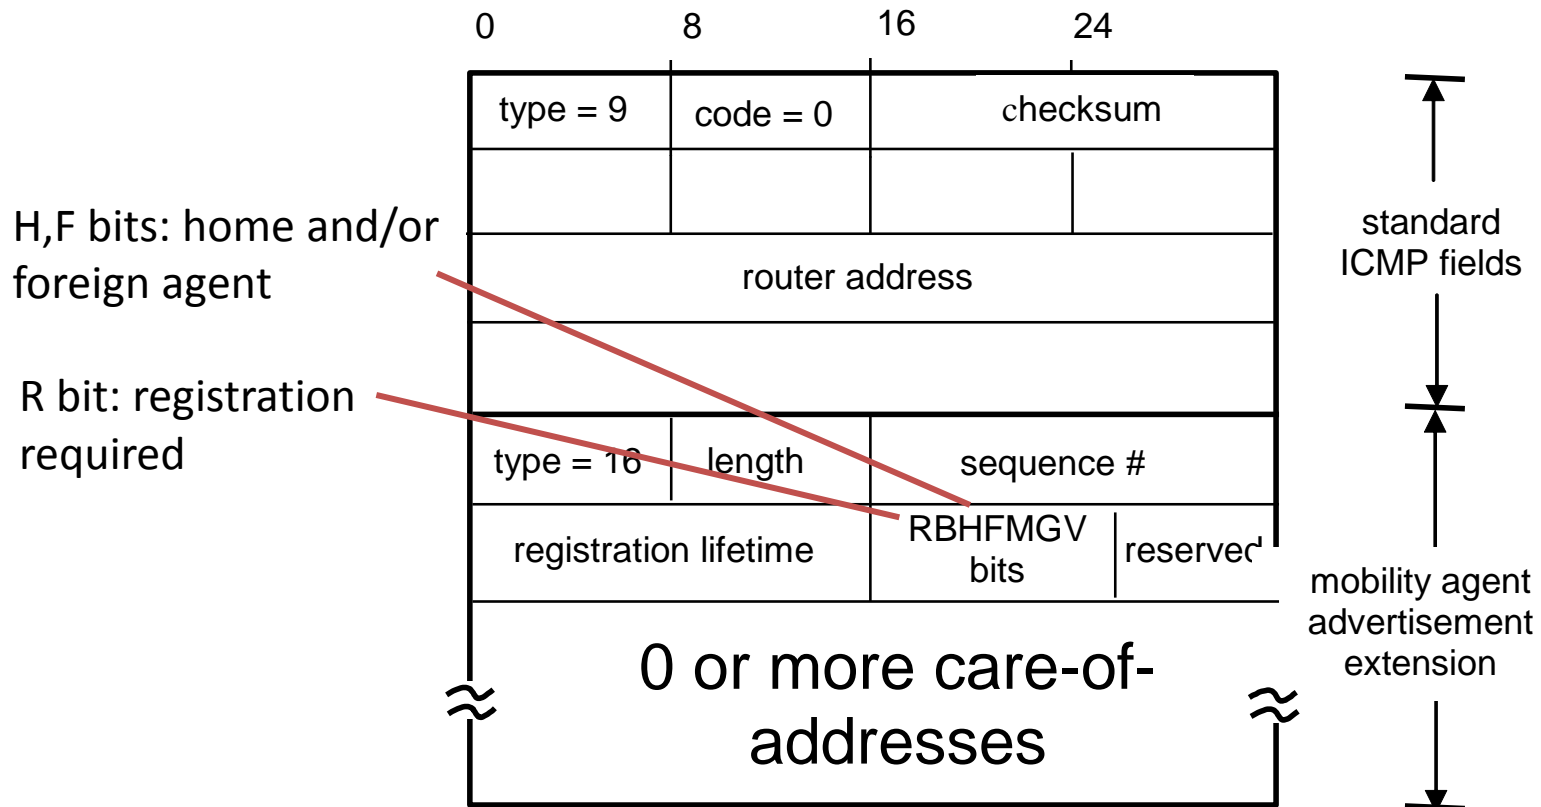 0 8 16 24
type = 9 code = 0 checksum
H,F bits: home and/or
foreign agent
standard
ICMP fields
router address
R bit: registration
required
type = 16 length sequence #
registration lifetime RBHFMGV
bits reserved
mobility agent
advertisement
extension
0 or more care-of-
addresses